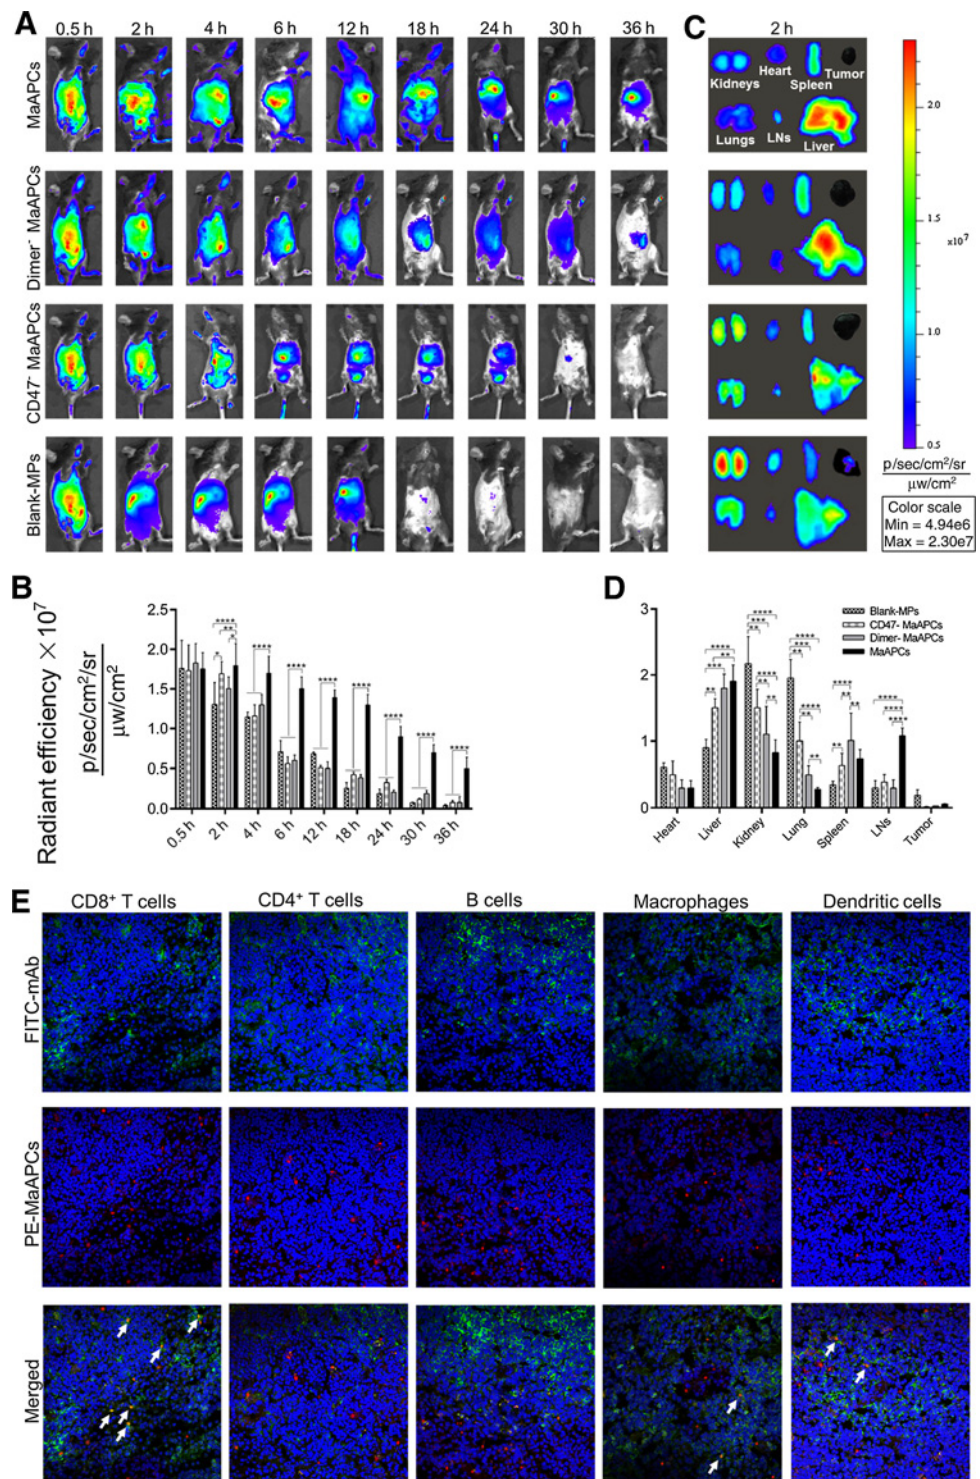 A
0.5 h 2 h 4 h 6 h 12 h 18 h 24 h 30 h 36 h
MaAPCs
Dimer⁻ MaAPCs
CD47⁻ MaAPCs
Blank-MPs
C
2 h
Kidneys Heart Spleen Tumor
Lungs LNs Liver
2.0
1.5
×10⁷
1.0
0.5
p/sec/cm²/sr
µw/cm²
Color scale
Min = 4.94e6
Max = 2.30e7
B
Radiant efficiency × 10⁷
p/sec/cm²/sr
µw/cm²
2.5
2.0
1.5
1.0
0.5
0.0
**** ** * *
**** **** **** **** **** **** ****
0.5 h 2 h 4 h 6 h 12 h 18 h 24 h 30 h 36 h
D
3
2
1
0
Blank-MPs
CD47- MaAPCs
Dimer- MaAPCs
MaAPCs
Heart Liver Kidney Lung Spleen LNs Tumor
E
CD8⁺ T cells CD4⁺ T cells B cells Macrophages Dendritic cells
FITC-mAb
PE-MaAPCs
Merged